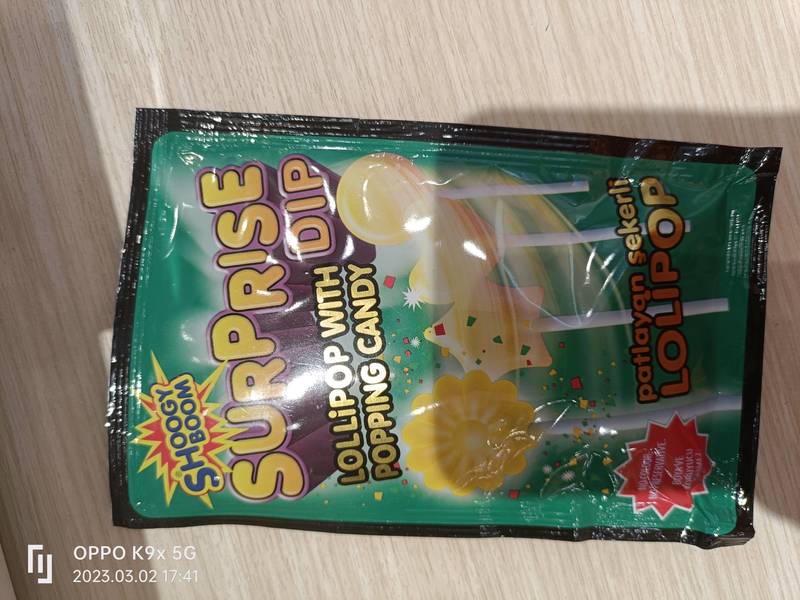 SHOOGY
BOOM
SURPRISE
DIP
LOLLiPOP WITH
POPPING CANDY
patlayan şekerli
LOLiPOP
OPPO K9x 5G
2023.03.02 17:41